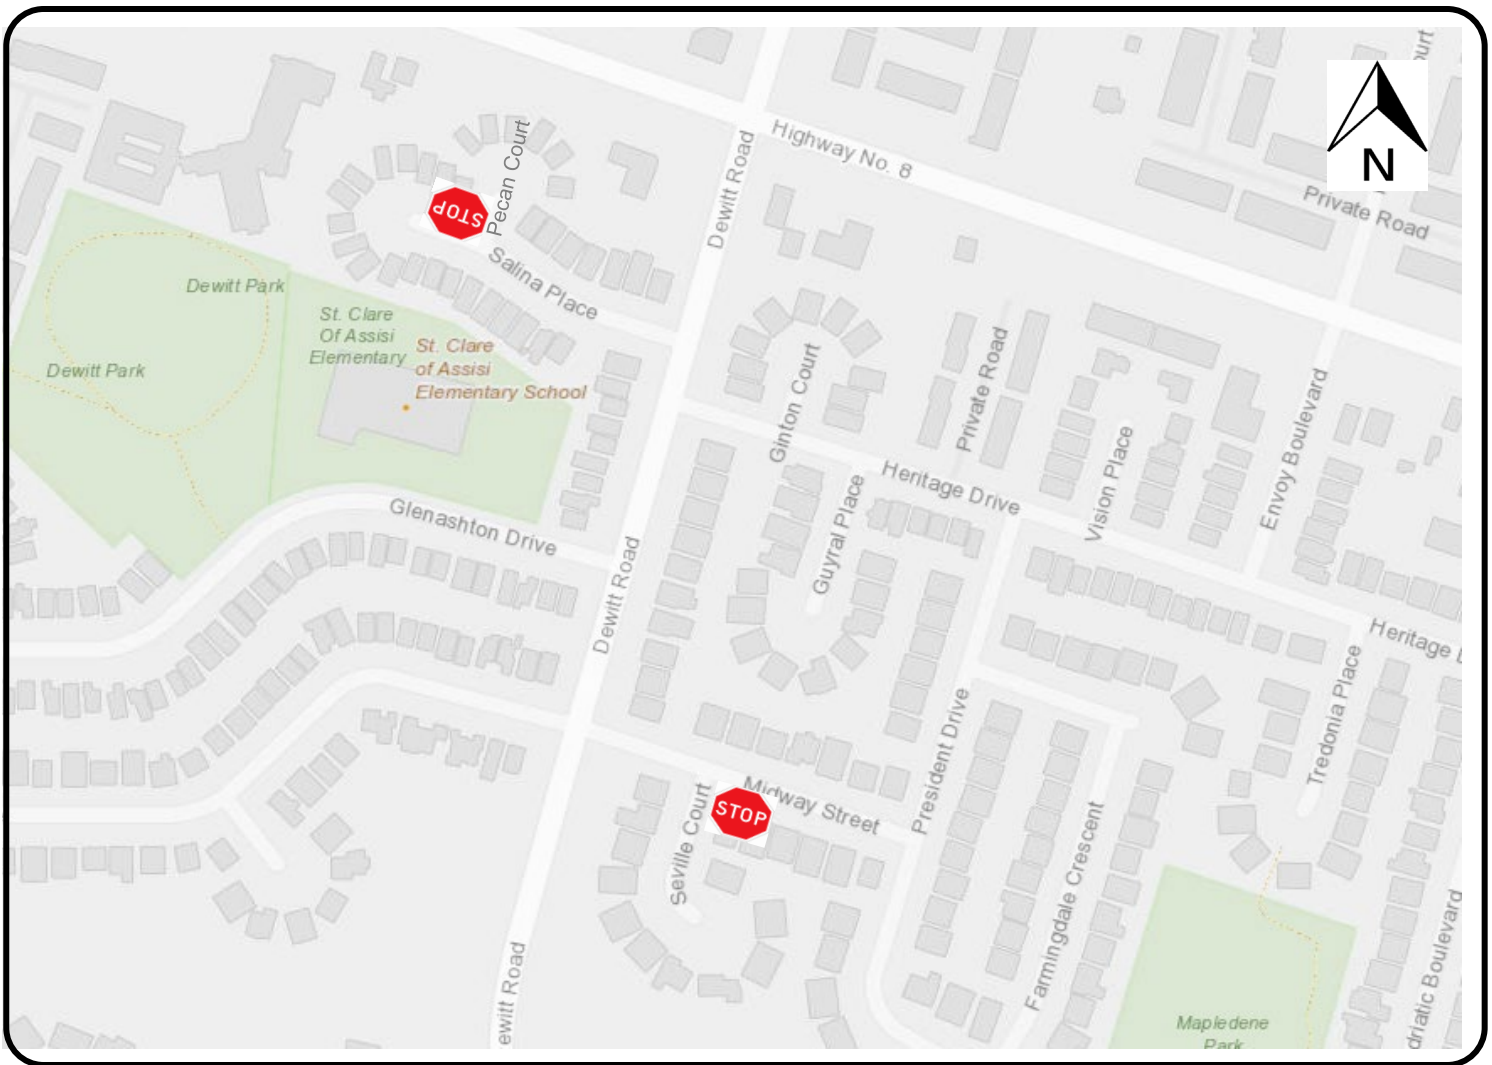 ourt
Highway No. 8
N
Pecan Court
Dewitt Road
STOP
Private Road
Salina Place
Dewitt Park
St. Clare
Of Assisi
Elementary
St. Clare
of Assisi
Elementary School
Dewitt Park
Ginton Court
Private Road
Heritage Drive
Vision Place
Envoy Boulevard
Glenashton Drive
Guyral Place
Dewitt Road
Heritage
Tredonia Place
President Drive
Midway Street
STOP
Seville Court
Farmingdale Crescent
driatic Boulevard
ewitt Road
Mapledene
Park